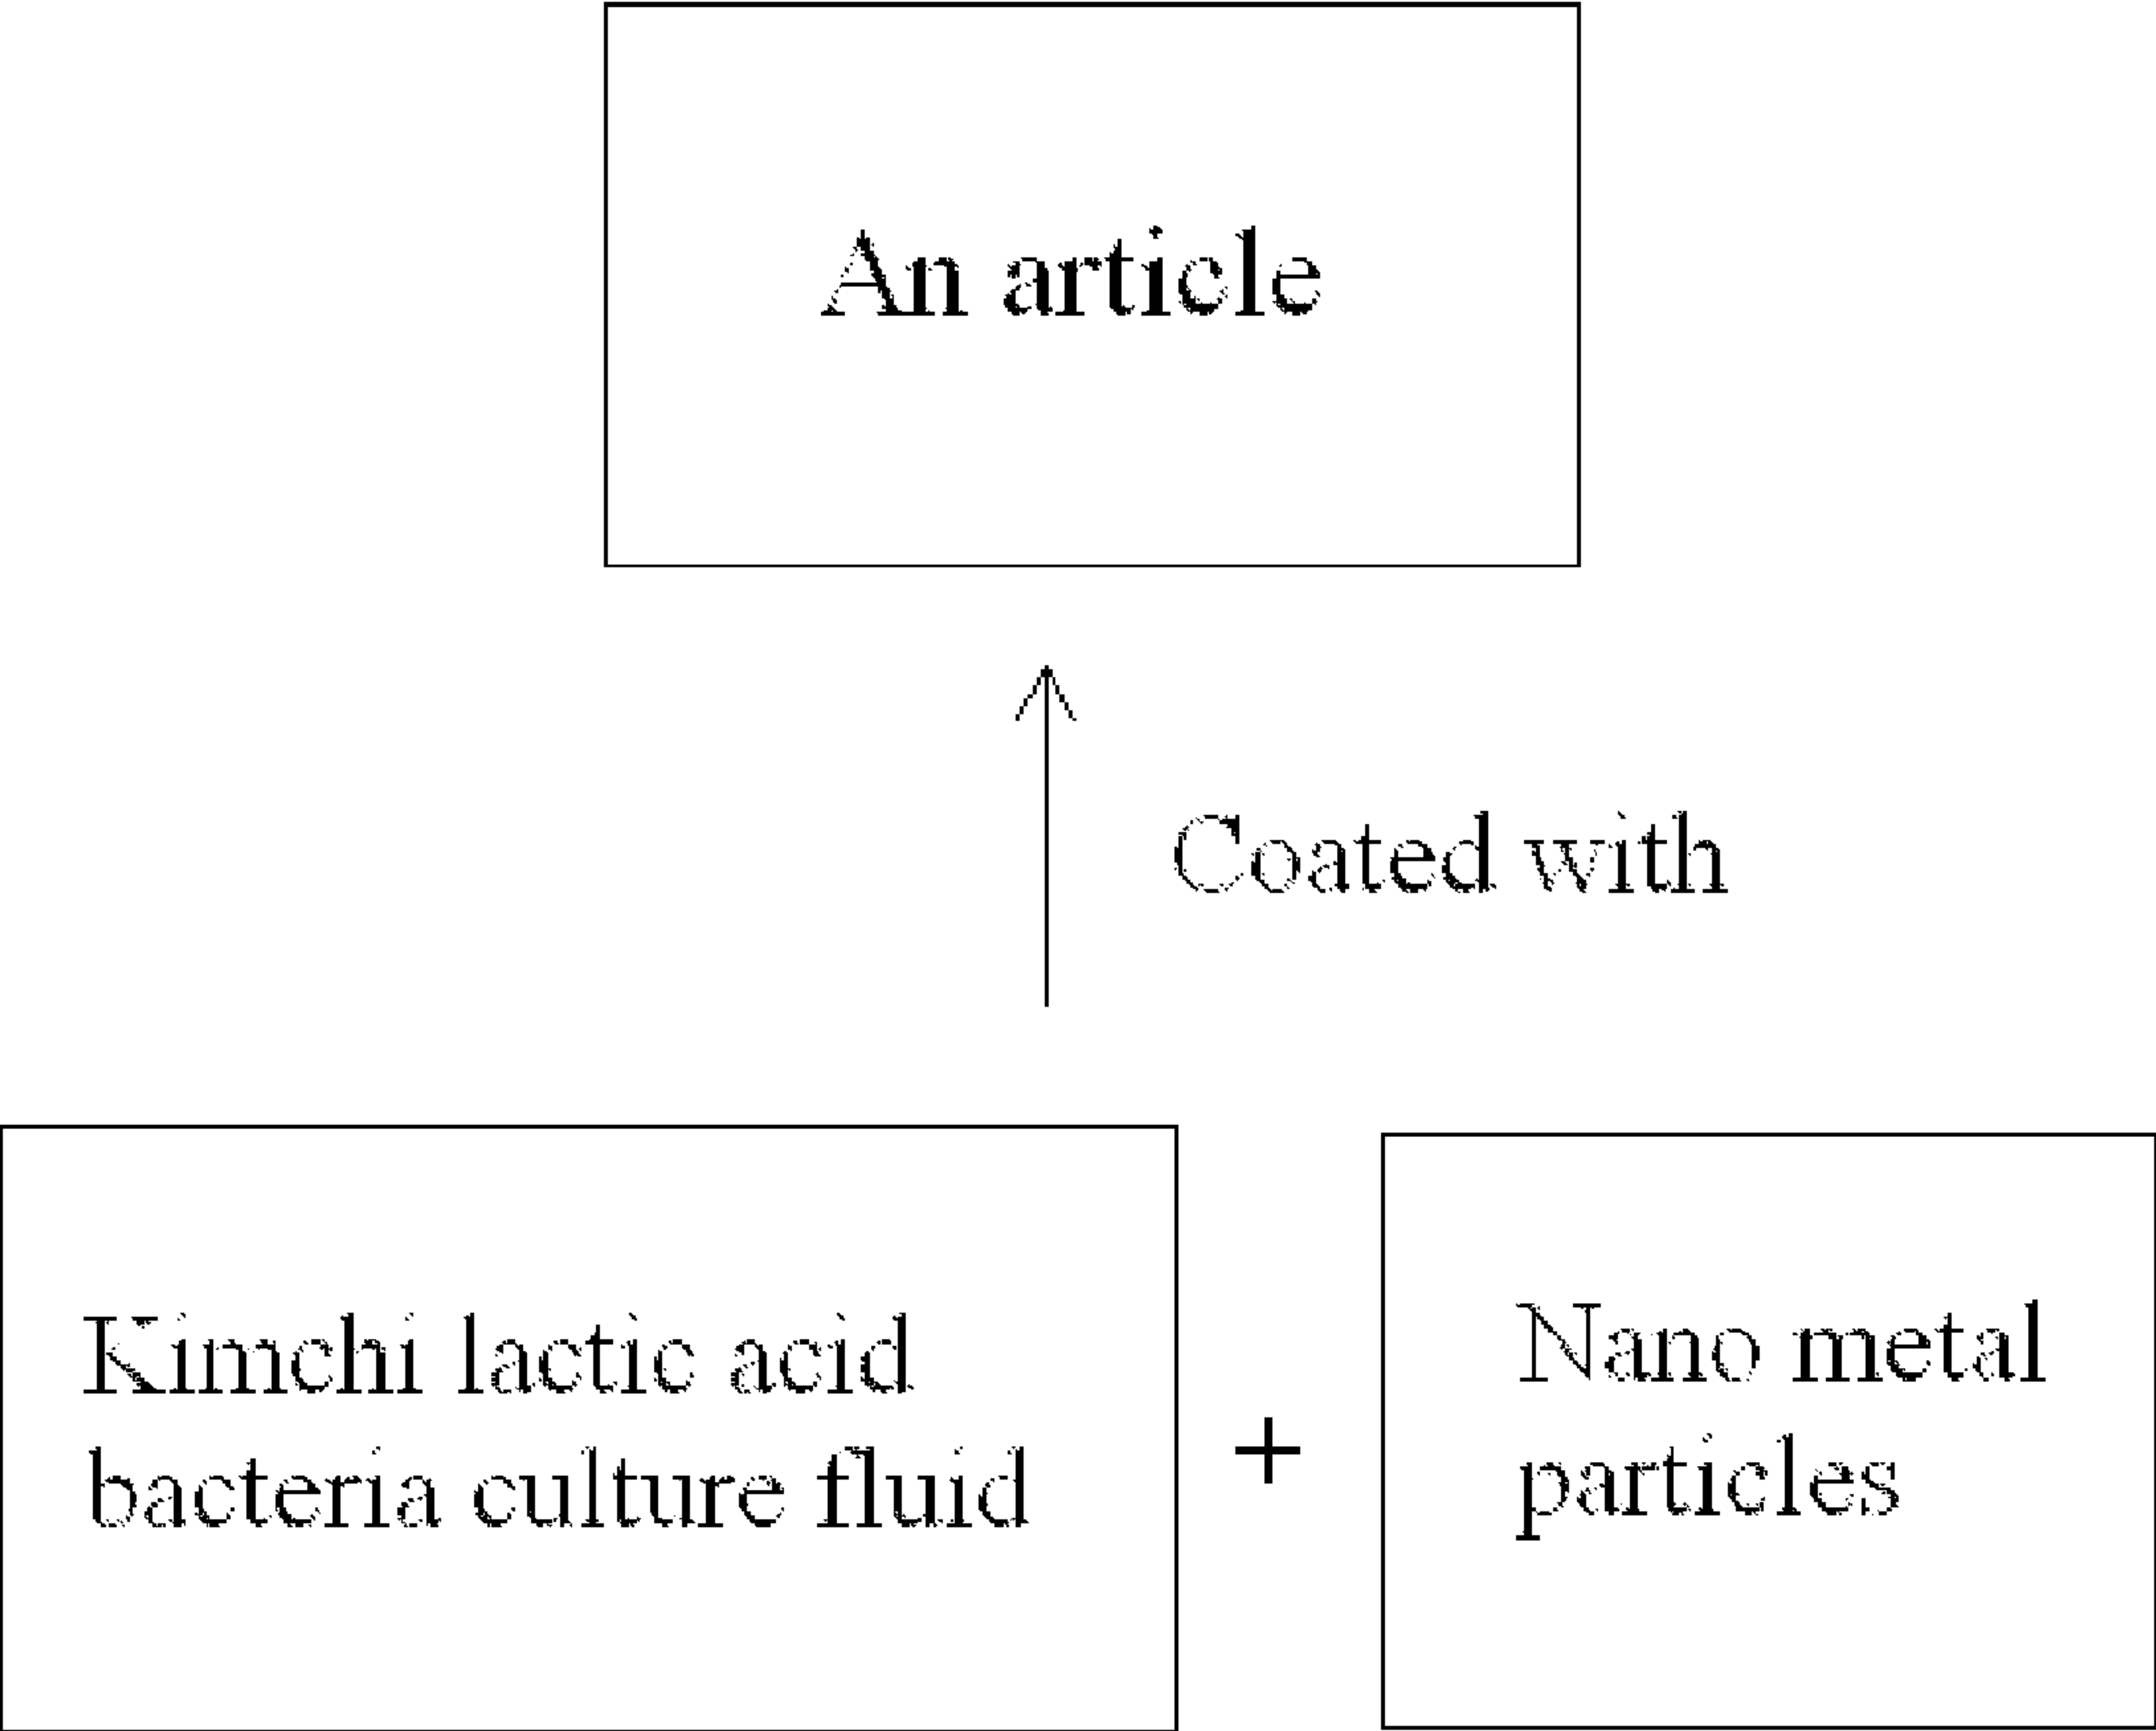 An article
Coated with
Kimchi lactic acid
bacteria culture fluid
+
Nano metal
particles